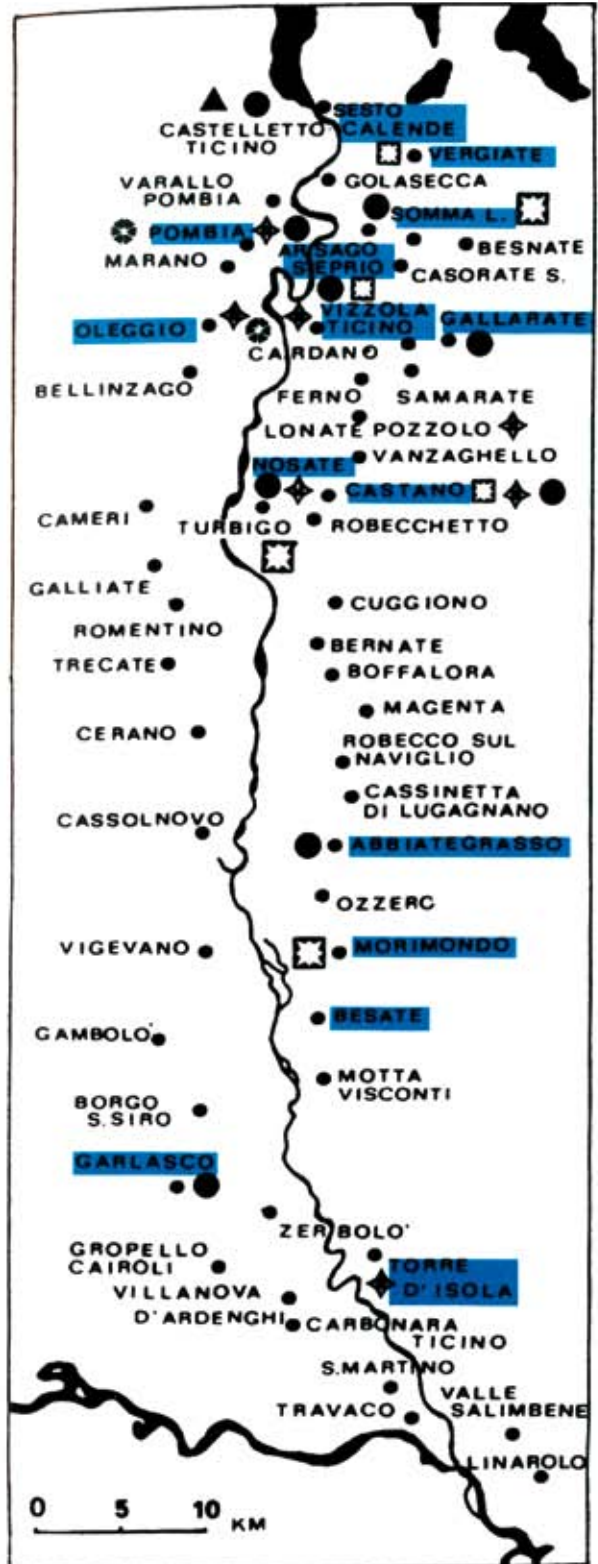 SESTO
CALENDE
CASTELLETTO
TICINO
VERGIATE
VARALLO
POMBIA
GOLASECCA
SOMMA L.
POMBIA
ARSAGO
SEPRIO
BESNATE
MARANO
CASORATE S.
VIZZOLA
TICINO
GALLARATE
OLEGGIO
CARDANO
BELLINZAGO
FERNO
SAMARATE
LONATE POZZOLO
NOSATE
VANZAGHELLO
CASTANO
CAMERI
TURBIGO
ROBECCHETTO
GALLIATE
CUGGIONO
ROMENTINO
BERNATE
TRECATE
BOFFALORA
MAGENTA
CERANO
ROBECCO SUL
NAVIGLIO
CASSINETTA
DI LUGAGNANO
CASSOLNOVO
ABBIATEGRASSO
OZZERC
VIGEVANO
MORIMONDO
BESATE
GAMBOLO'
MOTTA
VISCONTI
BORGO
S.SIRO
GARLASCO
ZERBOLO'
GROPELLO
CAIROLI
TORRE
D'ISOLA
VILLANOVA
D'ARDENGHI
CARBONARA
TICINO
S.MARTINO
VALLE
SALIMBENE
TRAVACO
LINAROLO
0 5 10
KM